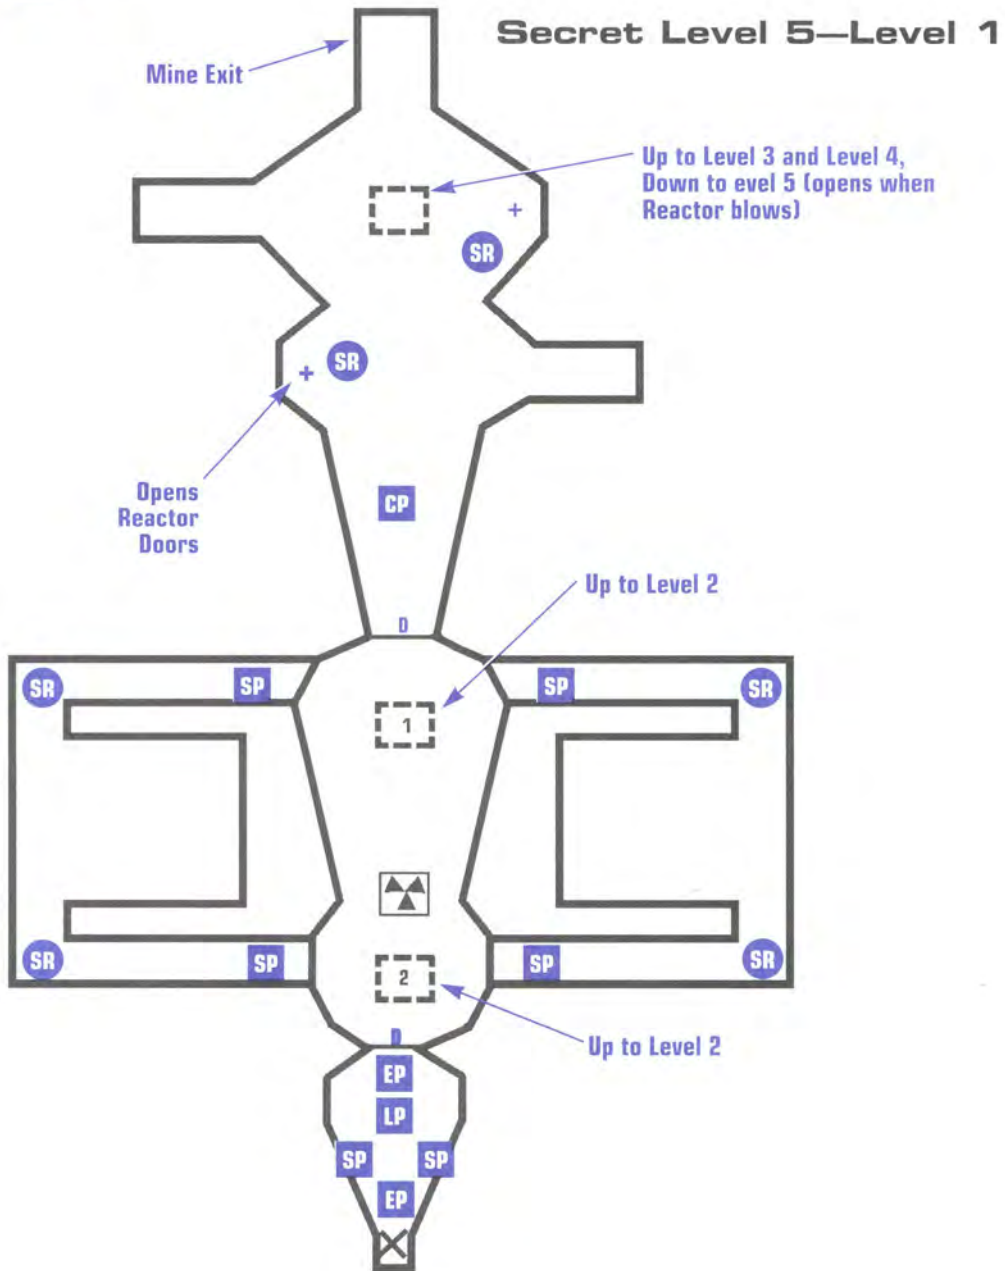 Secret Level 5—Level 1
Mine Exit
Up to Level 3 and Level 4,
Down to evel 5 (opens when
Reactor blows)
+
SR
SR
+
Opens
Reactor
Doors
CP
Up to Level 2
D
SR
SP
SP
SR
1
SR
SP
SP
SR
2
Up to Level 2
D
EP
LP
SP
SP
EP